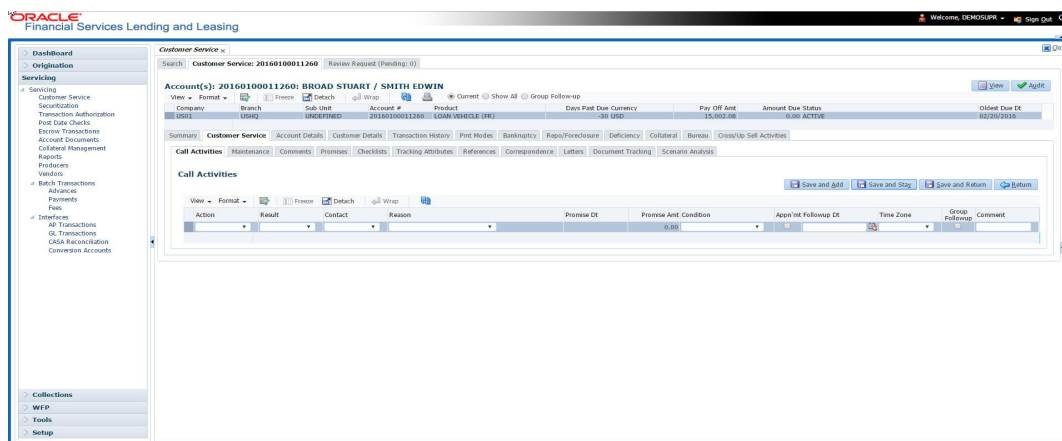 ORACLE
Financial Services Lending and Leasing
Welcome, DEMOSUPR
Sign Out
DashBoard
Origination
Servicing
Servicing
Customer Service
Securitization
Transaction Authorization
Post Date Checks
Escrow Transactions
Account Documents
Collateral Management
Reports
Producers
Vendors
Batch Transactions
Advances
Payments
Fees
Interfaces
AP Transactions
GL Transactions
CASA Reconciliation
Conversion Accounts
Collections
WFP
Tools
Setup
Customer Service x
Search Customer Service: 20160100011260 Review Request (Pending: 0)
Account(s): 20160100011260: BROAD STUART / SMITH EDWIN
View Audit
View Format Freeze Detach Wrap Current Show All Group Follow-up
Company Branch Sub Unit Account # Product Days Past Due Currency Pay Off Amt Amount Due Status Oldest Due Dt
US01 USHQ UNDEFINED 20160100011260 LOAN VEHICLE (FR) -30 USD 15,002.08 0.00 ACTIVE 02/20/2016
Summary Customer Service Account Details Customer Details Transaction History Pmt Modes Bankruptcy Repo/Foreclosure Deficiency Collateral Bureau Cross/Up Sell Activities
Call Activities Maintenance Comments Promises Checklists Tracking Attributes References Correspondence Letters Document Tracking Scenario Analysis
Call Activities
Save and Add Save and Stay Save and Return Return
View Format Freeze Detach Wrap
Action Result Contact Reason Promise Dt Promise Amt Condition Appn'mt Followup Dt Time Zone Group Followup Comment
0.00